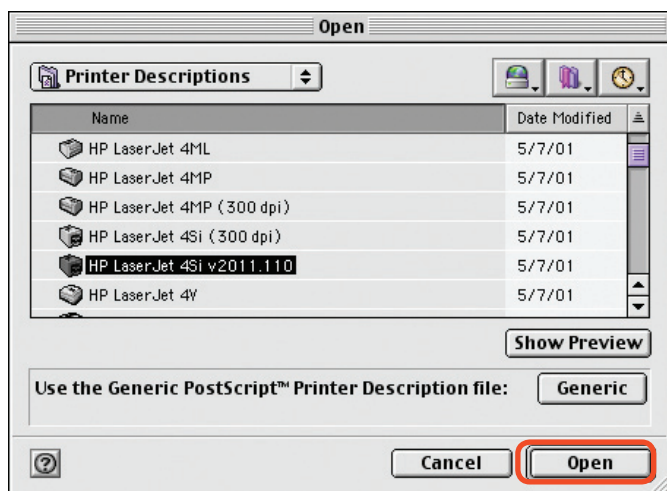 Open
Printer Descriptions
Name Date Modified
HP LaserJet 4ML 5/7/01
HP LaserJet 4MP 5/7/01
HP LaserJet 4MP (300 dpi) 5/7/01
HP LaserJet 4Si (300 dpi) 5/7/01
HP LaserJet 4Si v2011.110 5/7/01
HP LaserJet 4V 5/7/01
Show Preview
Use the Generic PostScript™ Printer Description file: Generic
? Cancel Open